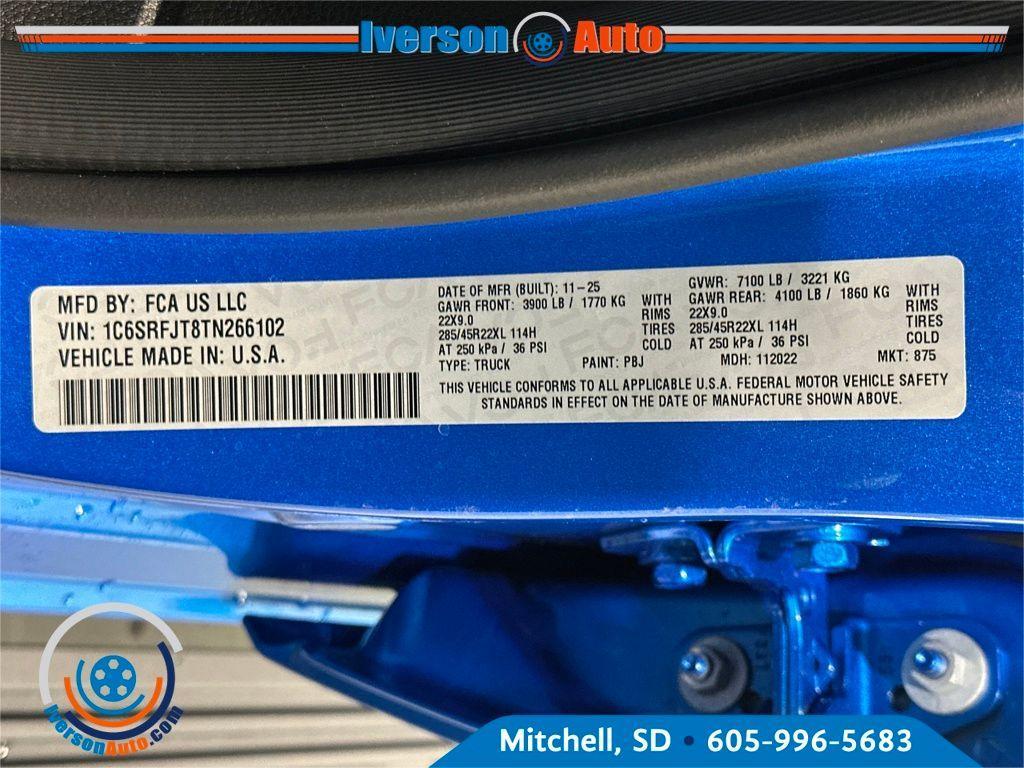 Iverson Auto
MFD BY: FCA US LLC
VIN: 1C6SRFJT8TN266102
VEHICLE MADE IN: U.S.A.
DATE OF MFR (BUILT): 11-25
GAWR FRONT: 3900 LB / 1770 KG WITH
22X9.0 RIMS
285/45R22XL 114H TIRES
AT 250 kPa / 36 PSI COLD
TYPE: TRUCK PAINT: PBJ
GVWR: 7100 LB / 3221 KG
GAWR REAR: 4100 LB / 1860 KG WITH
22X9.0 RIMS
285/45R22XL 114H TIRES
AT 250 kPa / 36 PSI COLD
MDH: 112022 MKT: 875
THIS VEHICLE CONFORMS TO ALL APPLICABLE U.S.A. FEDERAL MOTOR VEHICLE SAFETY
STANDARDS IN EFFECT ON THE DATE OF MANUFACTURE SHOWN ABOVE.
IversonAuto.com
Mitchell, SD • 605-996-5683